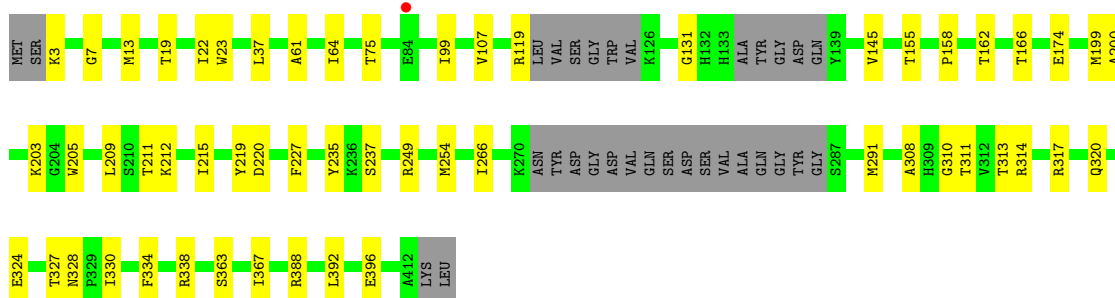 MET SER K3 G7 M13 T19 I22 W23 L37 A61 I64 T75 E84 I99 V107 R119 LEU VAL SER GLY TRP VAL K126 G131 H132 H133 ALA TYR GLY ASP GLN Y139 V145 T155 P158 T162 T166 E174 M199 A200
K203 G204 W205 L209 S210 T211 K212 I215 Y219 D220 F227 Y235 K236 S237 R249 M254 I266 K270 ASN TYR ASP GLY ASP VAL GLN SER ASP SER VAL ALA GLN GLY TYR GLY S287 M291 A308 H309 G310 T311 V312 T313 R314 R317 Q320
E324 T327 N328 P329 I330 F334 R338 S363 I367 R388 L392 E396 A412 LYS LEU